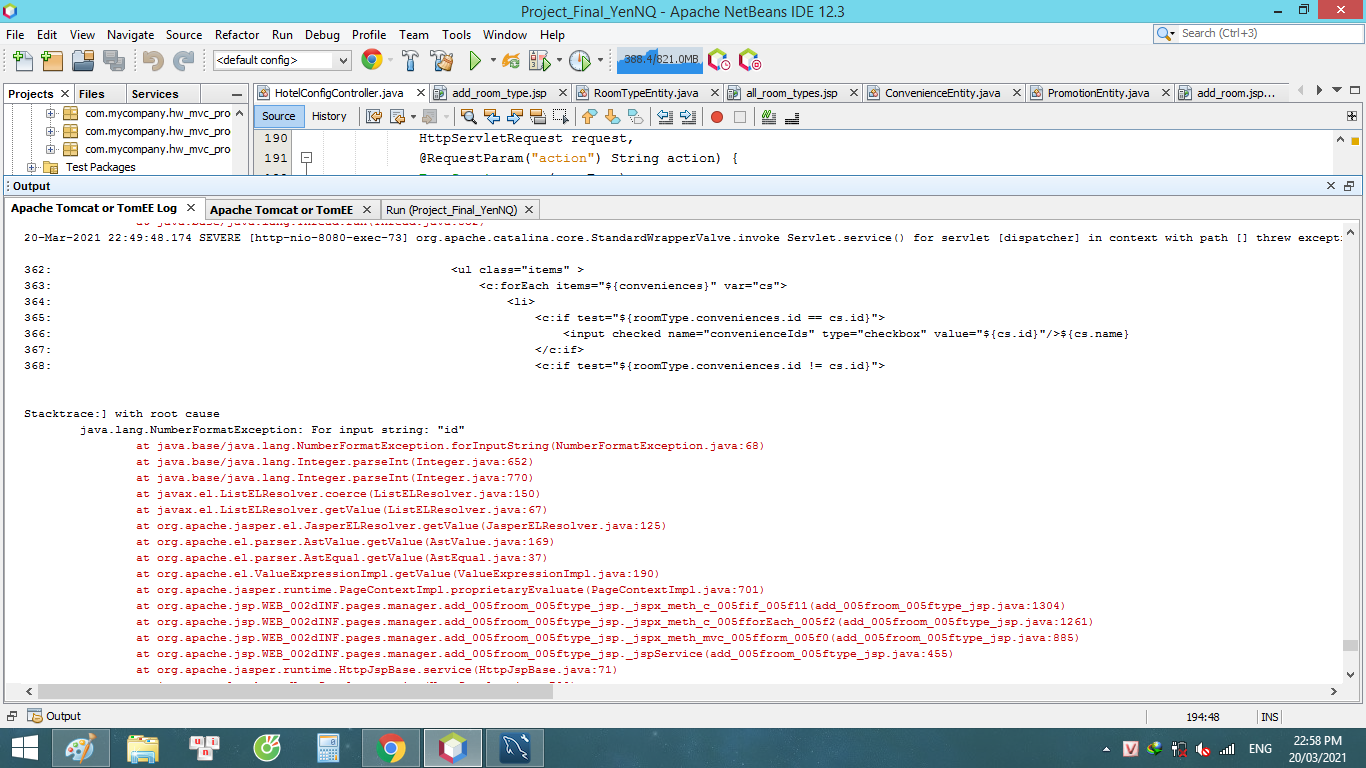 Project_Final_YenNQ - Apache NetBeans IDE 12.3
File Edit View Navigate Source Refactor Run Debug Profile Team Tools Window Help
Search (Ctrl+3)
<default config>
388.4/821.0MB
Projects Files Services
HotelConfigController.java add_room_type.jsp RoomTypeEntity.java all_room_types.jsp ConvenienceEntity.java PromotionEntity.java add_room.jsp...
com.mycompany.hw_mvc_pro
com.mycompany.hw_mvc_pro
com.mycompany.hw_mvc_pro
Test Packages
Source History
190 HttpServletRequest request,
191 @RequestParam("action") String action) {
Output
Apache Tomcat or TomEE Log Apache Tomcat or TomEE Run (Project_Final_YenNQ)
at java.base/java.lang.Thread.run(Thread.java:832)
20-Mar-2021 22:49:48.174 SEVERE [http-nio-8080-exec-73] org.apache.catalina.core.StandardWrapperValve.invoke Servlet.service() for servlet [dispatcher] in context with path [] threw excepti
362: <ul class="items" >
363: <c:forEach items="${conveniences}" var="cs">
364: <li>
365: <c:if test="${roomType.conveniences.id == cs.id}">
366: <input checked name="convenienceIds" type="checkbox" value="${cs.id}"/>${cs.name}
367: </c:if>
368: <c:if test="${roomType.conveniences.id != cs.id}">
Stacktrace:] with root cause
java.lang.NumberFormatException: For input string: "id"
at java.base/java.lang.NumberFormatException.forInputString(NumberFormatException.java:68)
at java.base/java.lang.Integer.parseInt(Integer.java:652)
at java.base/java.lang.Integer.parseInt(Integer.java:770)
at javax.el.ListELResolver.coerce(ListELResolver.java:150)
at javax.el.ListELResolver.getValue(ListELResolver.java:67)
at org.apache.jasper.el.JasperELResolver.getValue(JasperELResolver.java:125)
at org.apache.el.parser.AstValue.getValue(AstValue.java:169)
at org.apache.el.parser.AstEqual.getValue(AstEqual.java:37)
at org.apache.el.ValueExpressionImpl.getValue(ValueExpressionImpl.java:190)
at org.apache.jasper.runtime.PageContextImpl.proprietaryEvaluate(PageContextImpl.java:701)
at org.apache.jsp.WEB_002dINF.pages.manager.add_005froom_005ftype_jsp._jspx_meth_c_005fif_005f11(add_005froom_005ftype_jsp.java:1304)
at org.apache.jsp.WEB_002dINF.pages.manager.add_005froom_005ftype_jsp._jspx_meth_c_005fforEach_005f2(add_005froom_005ftype_jsp.java:1261)
at org.apache.jsp.WEB_002dINF.pages.manager.add_005froom_005ftype_jsp._jspx_meth_mvc_005fform_005f0(add_005froom_005ftype_jsp.java:885)
at org.apache.jsp.WEB_002dINF.pages.manager.add_005froom_005ftype_jsp._jspService(add_005froom_005ftype_jsp.java:455)
at org.apache.jasper.runtime.HttpJspBase.service(HttpJspBase.java:71)
Output
194:48 INS
ENG
22:58 PM
20/03/2021